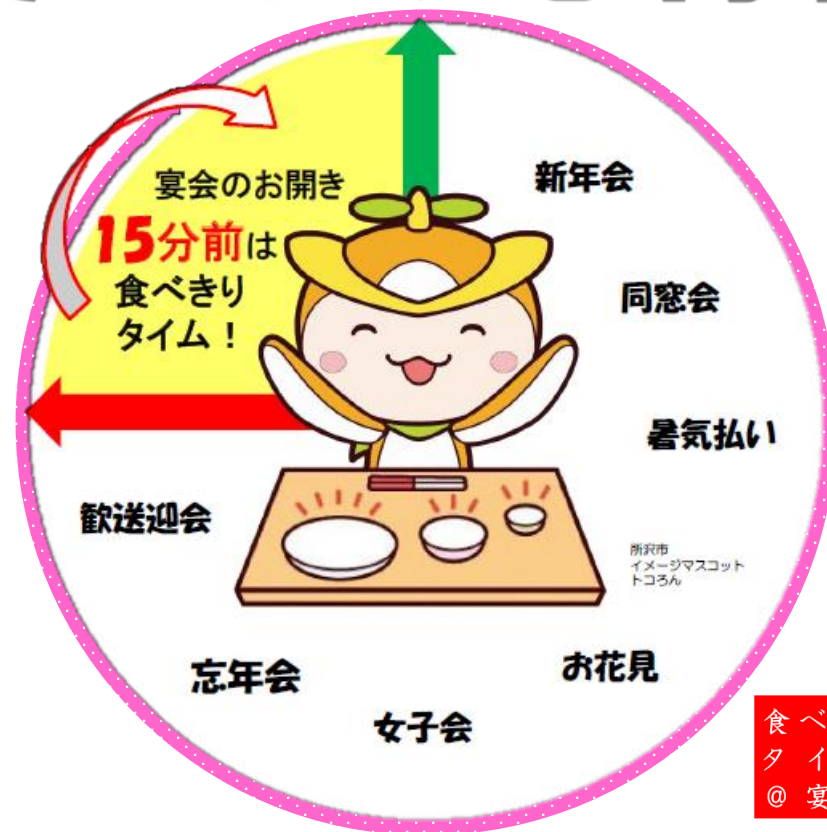 宴会のお開き
15分前は
食べきり
タイム！
新年会
同窓会
暑気払い
歓送迎会
所沢市
イメージマスコット
トコろん
お花見
忘年会
女子会
食べ
タイ
@宴